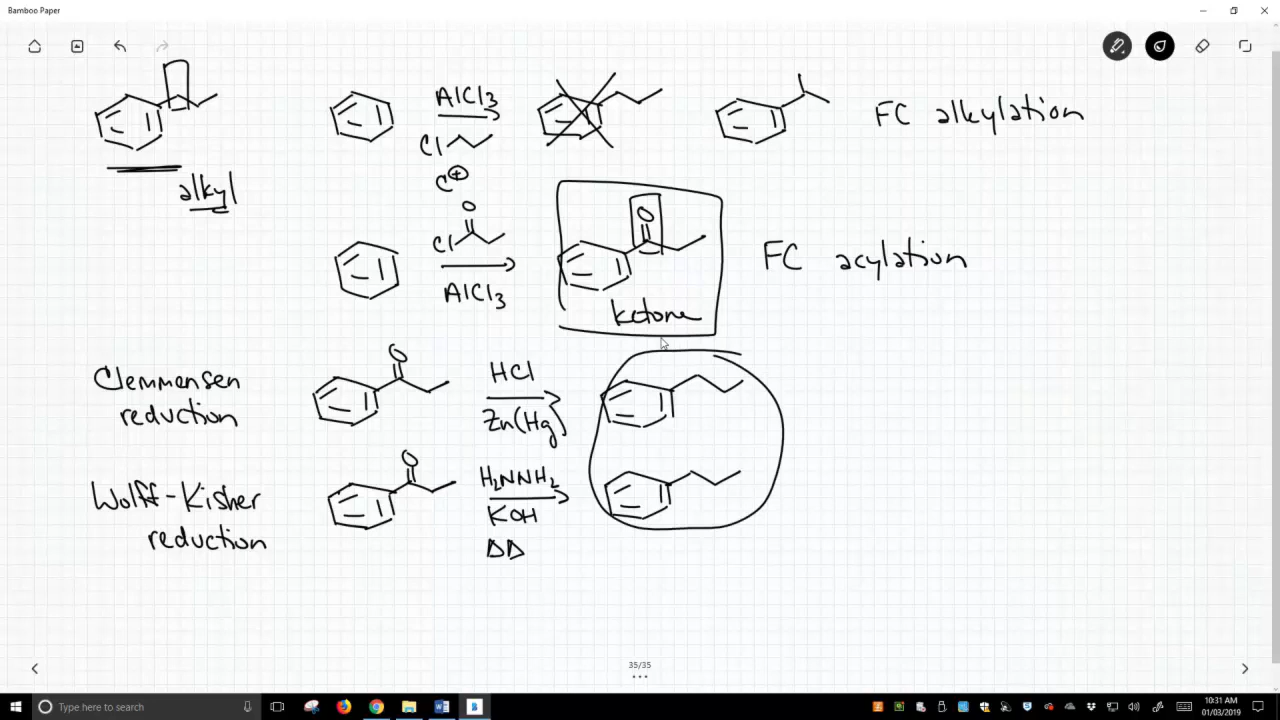 Bamboo Paper
AlCl3
Cl
C⊕
alkyl
FC alkylation
O
Cl
AlCl3
O
ketone
FC acylation
Clemmensen
reduction
O
HCl
Zn(Hg)
Wolff-Kisher
reduction
O
H2NNH2
KOH
ΔΔ
35/35
Type here to search
10:31 AM
01/03/2019